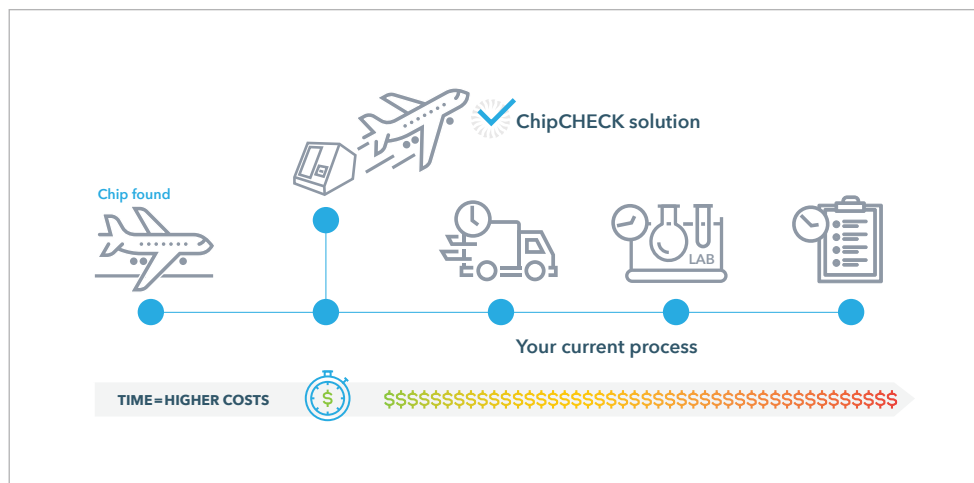 ChipCHECK solution
Chip found
LAB
Your current process
TIME=HIGHER COSTS
$
$$$$$$$$$$$$$$$$$$$$$$$$$$$$$$$$$$$$$$$$$$$